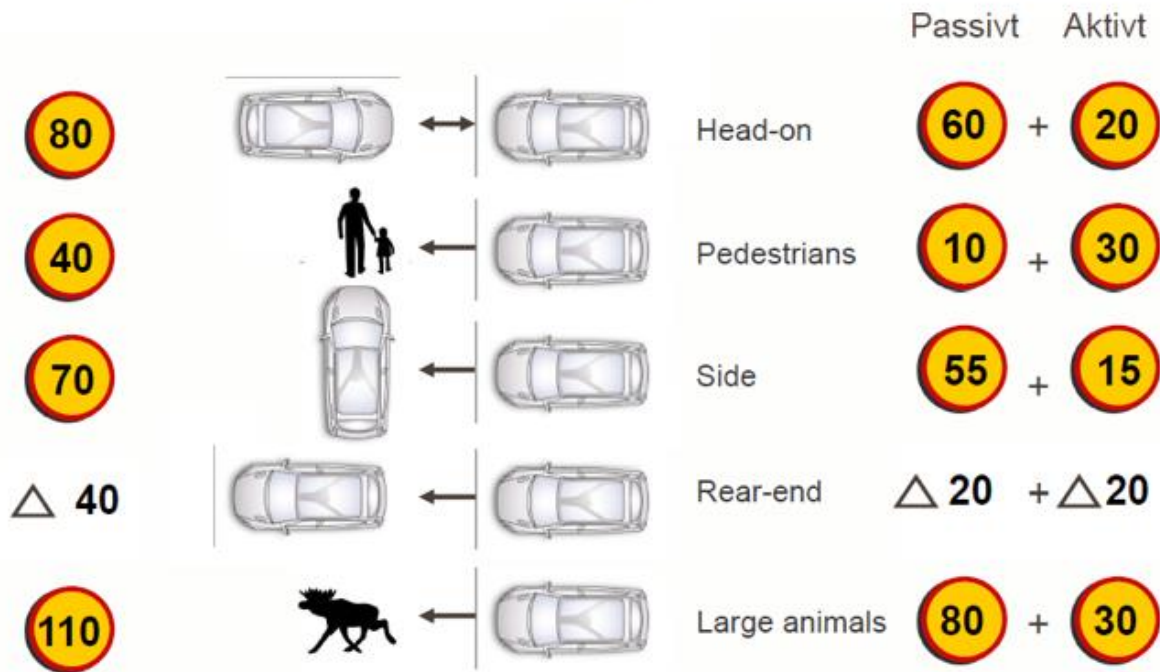 Passivt Aktivt
80 Head-on 60 + 20
40 Pedestrians 10 + 30
70 Side 55 + 15
△ 40 Rear-end △ 20 + △ 20
110 Large animals 80 + 30